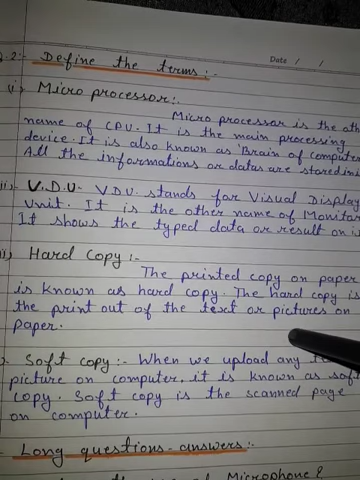 Q.2:- Define the terms:-
Date / /
(i) Micro processor:-
Micro processor is the oth
name of CPU. It is the main processing
device. It is also known as 'Brain of computer
All the informations or datas are stored in
ii):- V.D.U- VDU stands for Visual Display
Unit. It is the other name of Monitor
It shows the typed data or result on
iii) Hard Copy :-
The printed copy on paper
is known as hard copy. The hard copy is
the print out of the text or pictures on
paper.
Soft copy :- When we upload any
picture on computer it is known as soft
copy. Soft copy is the scanned page
on computer.
Long questions-answers:-
of Microphone?